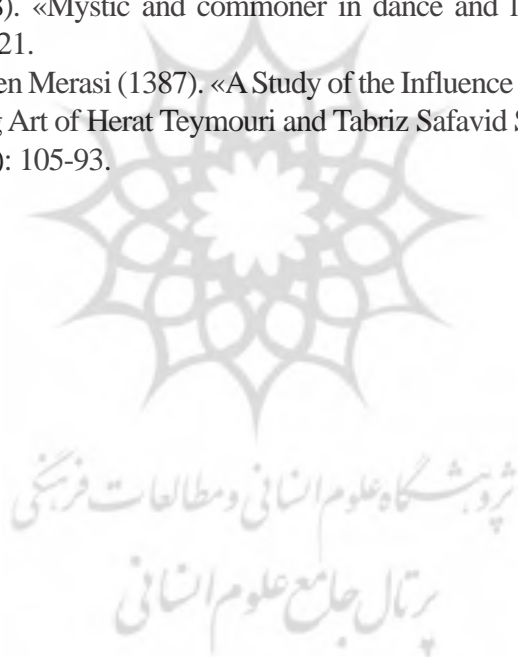 3). «Mystic and commoner in dance and
21.
en Merasi (1387). «A Study of the Influence
g Art of Herat Teymouri and Tabriz Safavid S
): 105-93.
پژوهشگاه علوم انسانی و مطالعات فرهنگی
پرتال جامع علوم انسانی